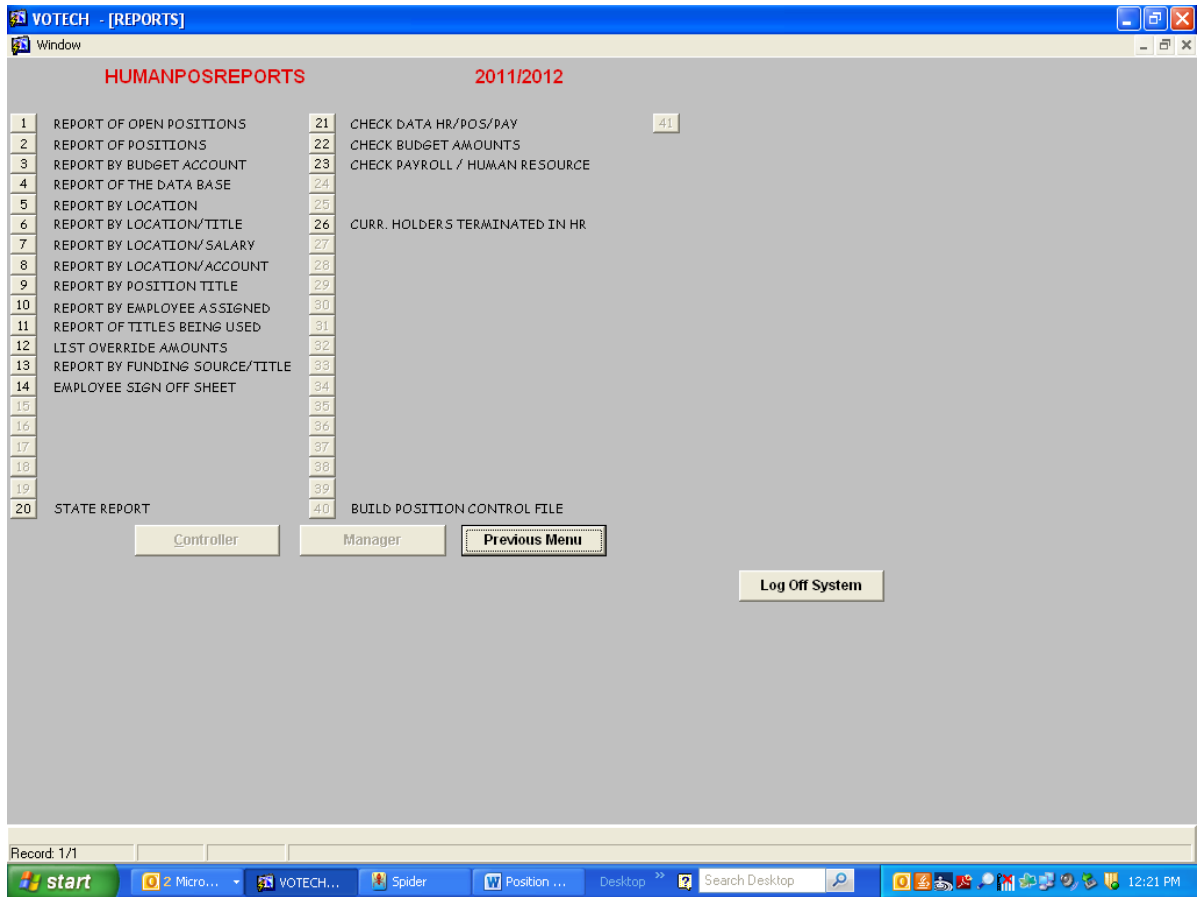 VOTECH - [REPORTS]
Window
HUMANPOSREPORTS 2011/2012
1 REPORT OF OPEN POSITIONS 21 CHECK DATA HR/POS/PAY 41
2 REPORT OF POSITIONS 22 CHECK BUDGET AMOUNTS
3 REPORT BY BUDGET ACCOUNT 23 CHECK PAYROLL / HUMAN RESOURCE
4 REPORT OF THE DATA BASE 24
5 REPORT BY LOCATION 25
6 REPORT BY LOCATION/TITLE 26 CURR. HOLDERS TERMINATED IN HR
7 REPORT BY LOCATION/SALARY 27
8 REPORT BY LOCATION/ACCOUNT 28
9 REPORT BY POSITION TITLE 29
10 REPORT BY EMPLOYEE ASSIGNED 30
11 REPORT OF TITLES BEING USED 31
12 LIST OVERRIDE AMOUNTS 32
13 REPORT BY FUNDING SOURCE/TITLE 33
14 EMPLOYEE SIGN OFF SHEET 34
15 35
16 36
17 37
18 38
19 39
20 STATE REPORT 40 BUILD POSITION CONTROL FILE
Controller Manager Previous Menu
Log Off System
Record: 1/1
start 2 Micro... VOTECH... Spider Position ... Desktop » Search Desktop 12:21 PM